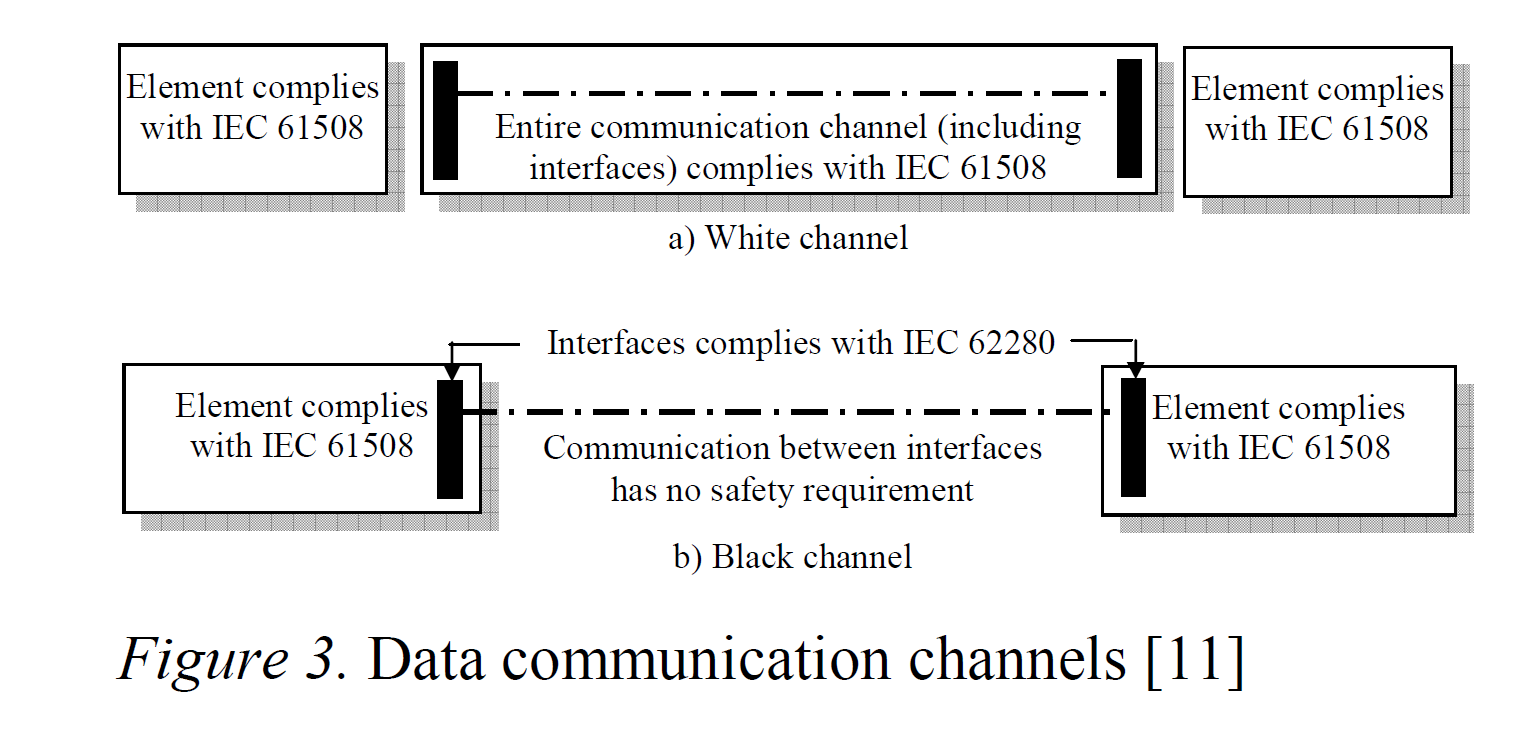 Element complies
with IEC 61508
Entire communication channel (including
interfaces) complies with IEC 61508
Element complies
with IEC 61508
a) White channel
Interfaces complies with IEC 62280
Element complies
with IEC 61508
Communication between interfaces
has no safety requirement
Element complies
with IEC 61508
b) Black channel
Figure 3. Data communication channels [11]